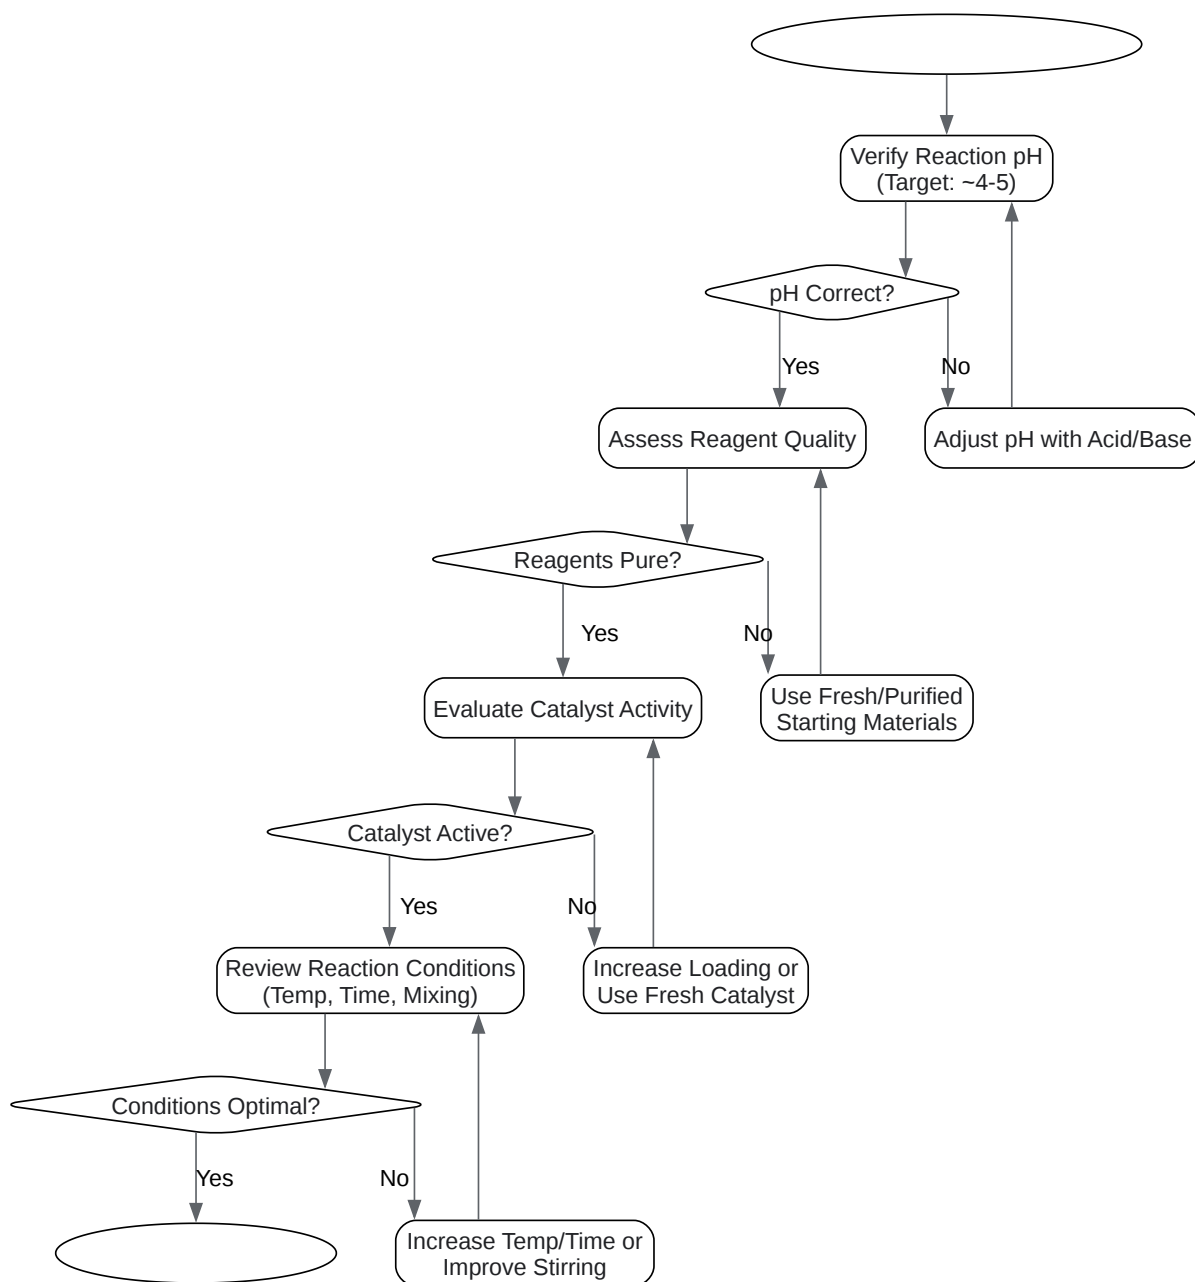 Verify Reaction pH
(Target: ~4-5)
pH Correct?
Yes
No
Assess Reagent Quality
Adjust pH with Acid/Base
Reagents Pure?
Yes
No
Evaluate Catalyst Activity
Use Fresh/Purified
Starting Materials
Catalyst Active?
Yes
No
Review Reaction Conditions
(Temp, Time, Mixing)
Increase Loading or
Use Fresh Catalyst
Conditions Optimal?
Yes
No
Increase Temp/Time or
Improve Stirring